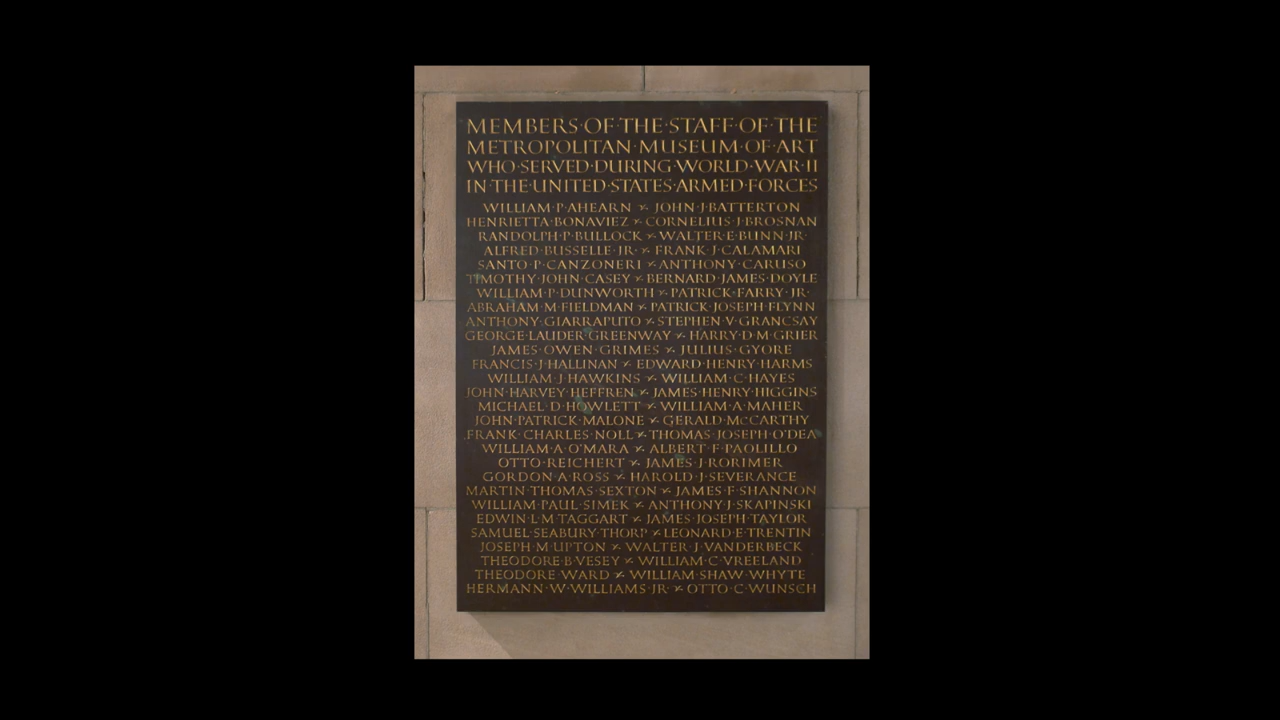 MEMBERS·OF·THE·STAFF·OF·THE
METROPOLITAN·MUSEUM·OF·ART
WHO·SERVED·DURING·WORLD·WAR·II
IN·THE·UNITED·STATES·ARMED·FORCES
WILLIAM·P·AHEARN × JOHN·J·BATTERTON
HENRIETTA·BONAVIEZ × CORNELIUS·J·BROSNAN
RANDOLPH·P·BULLOCK × WALTER·E·BUNN·JR·
ALFRED·BUSSELLE·JR· × FRANK·J·CALAMARI
SANTO·P·CANZONERI × ANTHONY·CARUSO
TIMOTHY·JOHN·CASEY × BERNARD·JAMES·DOYLE
WILLIAM·P·DUNWORTH × PATRICK·FARRY·JR·
ABRAHAM·M·FIELDMAN × PATRICK·JOSEPH·FLYNN
ANTHONY·GIARRAPUTO × STEPHEN·V·GRANCSAY
GEORGE·LAUDER·GREENWAY × HARRY·D·M·GRIER
JAMES·OWEN·GRIMES × JULIUS·GYORE
FRANCIS·J·HALLINAN × EDWARD·HENRY·HARMS
WILLIAM·J·HAWKINS × WILLIAM·C·HAYES
JOHN·HARVEY·HEFFREN × JAMES·HENRY·HIGGINS
MICHAEL·D·HOWLETT × WILLIAM·A·MAHER
JOHN·PATRICK·MALONE × GERALD·McCARTHY
FRANK·CHARLES·NOLL × THOMAS·JOSEPH·O'DEA
WILLIAM·A·O'MARA × ALBERT·F·PAOLILLO
OTTO·REICHERT × JAMES·J·RORIMER
GORDON·A·ROSS × HAROLD·J·SEVERANCE
MARTIN·THOMAS·SEXTON × JAMES·F·SHANNON
WILLIAM·PAUL·SIMEK × ANTHONY·J·SKAPINSKI
EDWIN·L·M·TAGGART × JAMES·JOSEPH·TAYLOR
SAMUEL·SEABURY·THORP × LEONARD·E·TRENTIN
JOSEPH·M·UPTON × WALTER·J·VANDERBECK
THEODORE·B·VESEY × WILLIAM·C·VREELAND
THEODORE·WARD × WILLIAM·SHAW·WHYTE
HERMANN·W·WILLIAMS·JR· × OTTO·C·WUNSCH